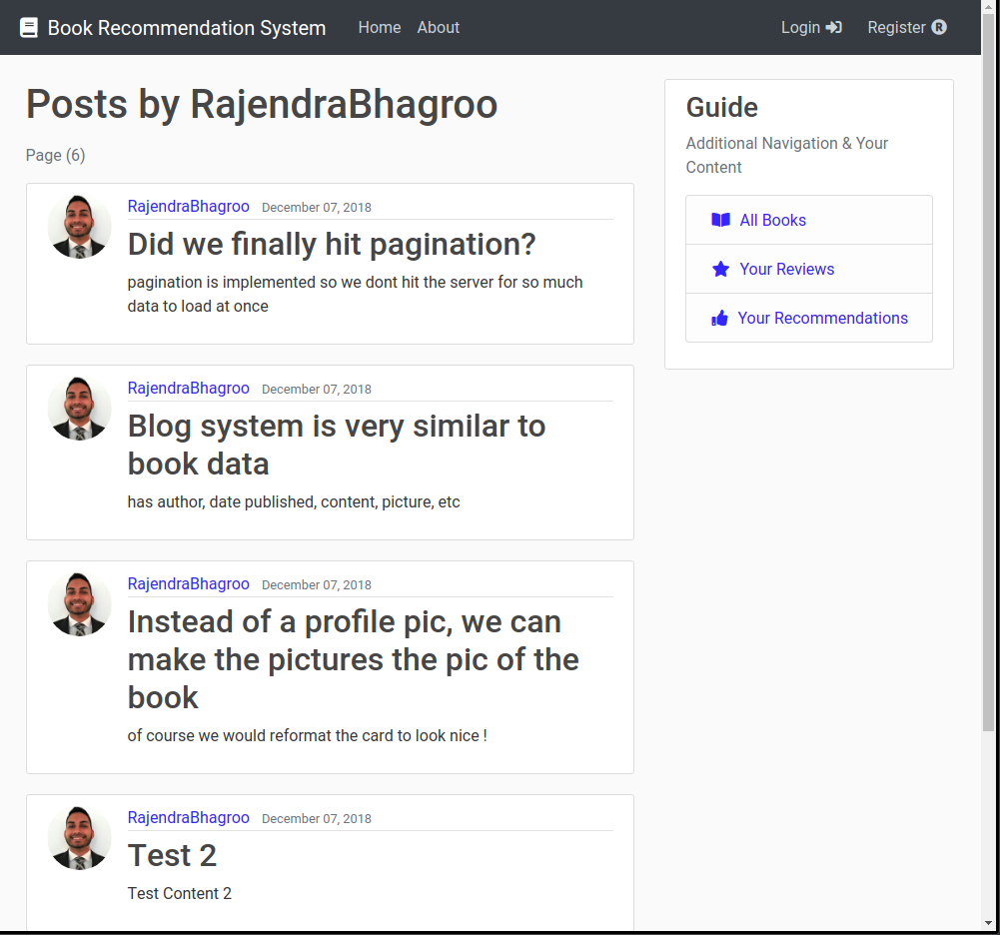 Book Recommendation System Home About Login Register R
Posts by RajendraBhagroo
Page (6)
RajendraBhagroo December 07, 2018
Did we finally hit pagination?
pagination is implemented so we dont hit the server for so much
data to load at once
RajendraBhagroo December 07, 2018
Blog system is very similar to
book data
has author, date published, content, picture, etc
RajendraBhagroo December 07, 2018
Instead of a profile pic, we can
make the pictures the pic of the
book
of course we would reformat the card to look nice !
RajendraBhagroo December 07, 2018
Test 2
Test Content 2
Guide
Additional Navigation & Your
Content
All Books
Your Reviews
Your Recommendations